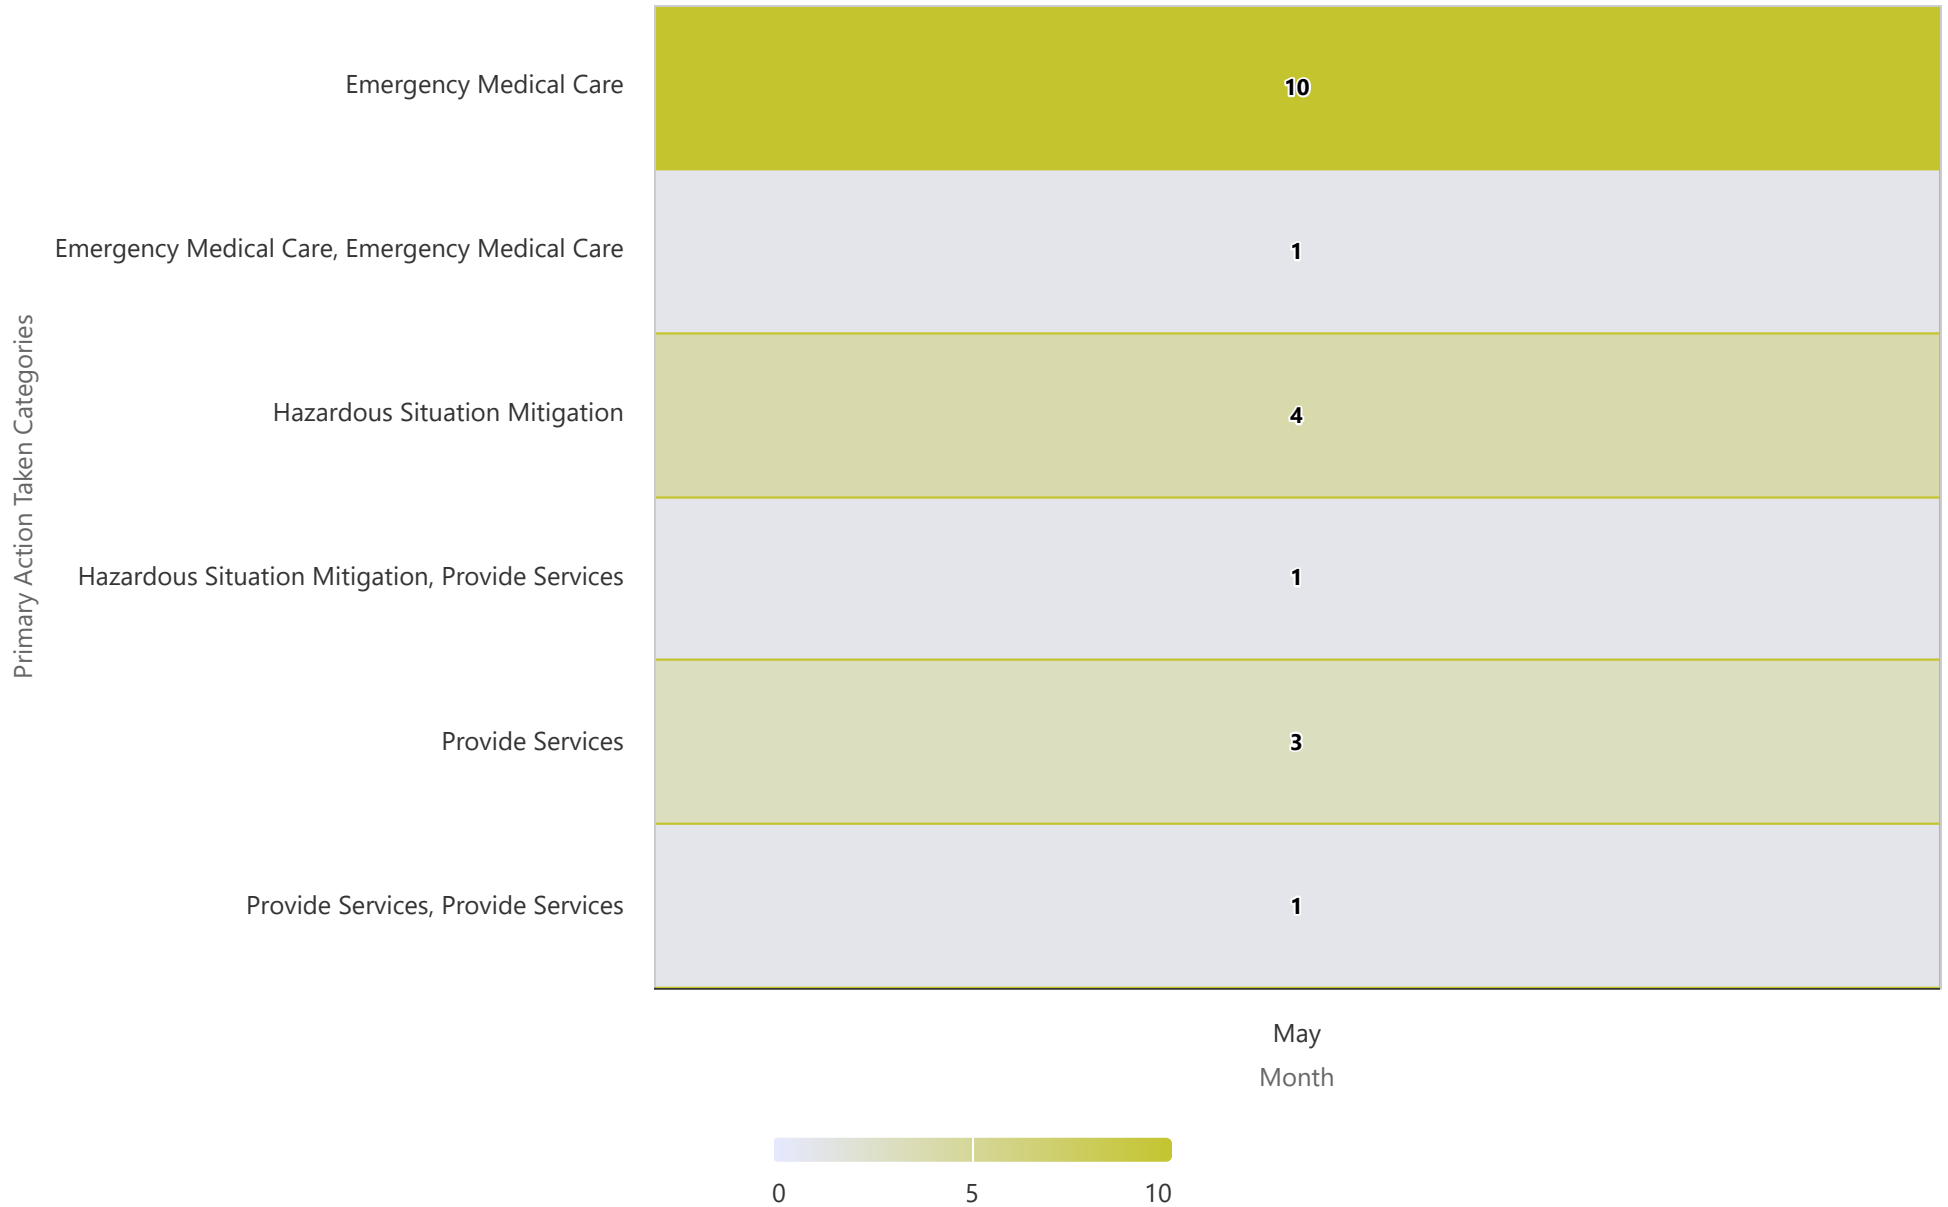 Primary Action Taken Categories
Emergency Medical Care
10
Emergency Medical Care, Emergency Medical Care
1
Hazardous Situation Mitigation
4
Hazardous Situation Mitigation, Provide Services
1
Provide Services
3
Provide Services, Provide Services
1
May
Month
0 5 10